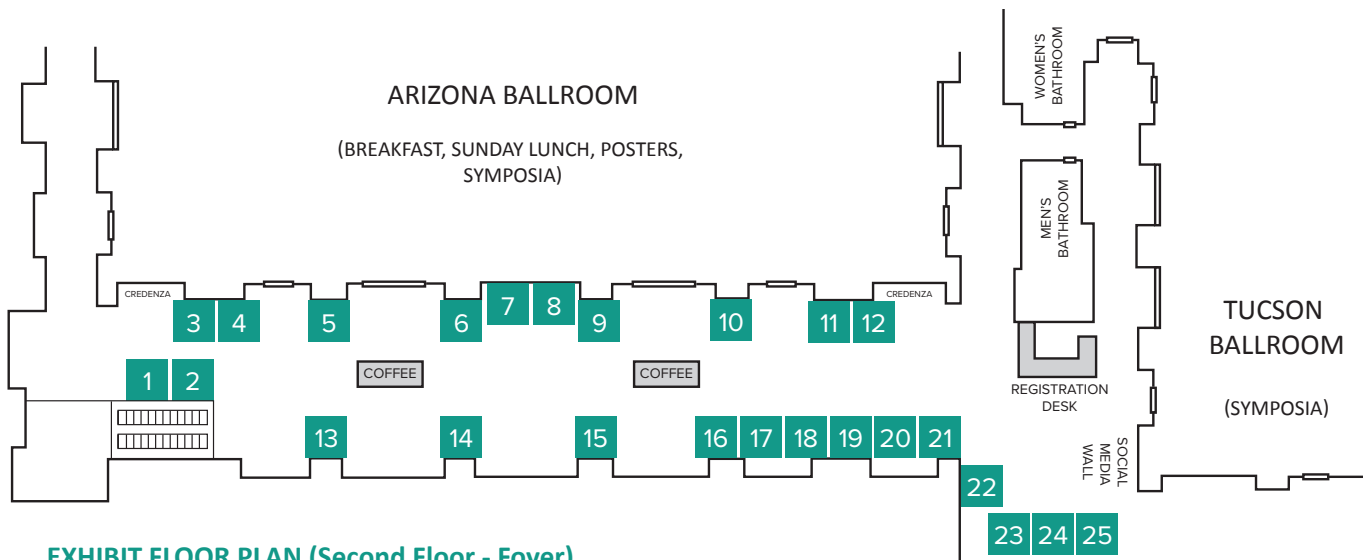 WOMEN'S
BATHROOM
ARIZONA BALLROOM
(BREAKFAST, SUNDAY LUNCH, POSTERS,
SYMPOSIA)
MEN'S
BATHROOM
CREDENZA
CREDENZA
3
4
5
6
7
8
9
10
11
12
TUCSON
BALLROOM
(SYMPOSIA)
1
2
COFFEE
COFFEE
REGISTRATION
DESK
13
14
15
16
17
18
19
20
21
SOCIAL
MEDIA
WALL
22
23
24
25
EXHIBIT FLOOR PLAN (Second Floor - Foyer)